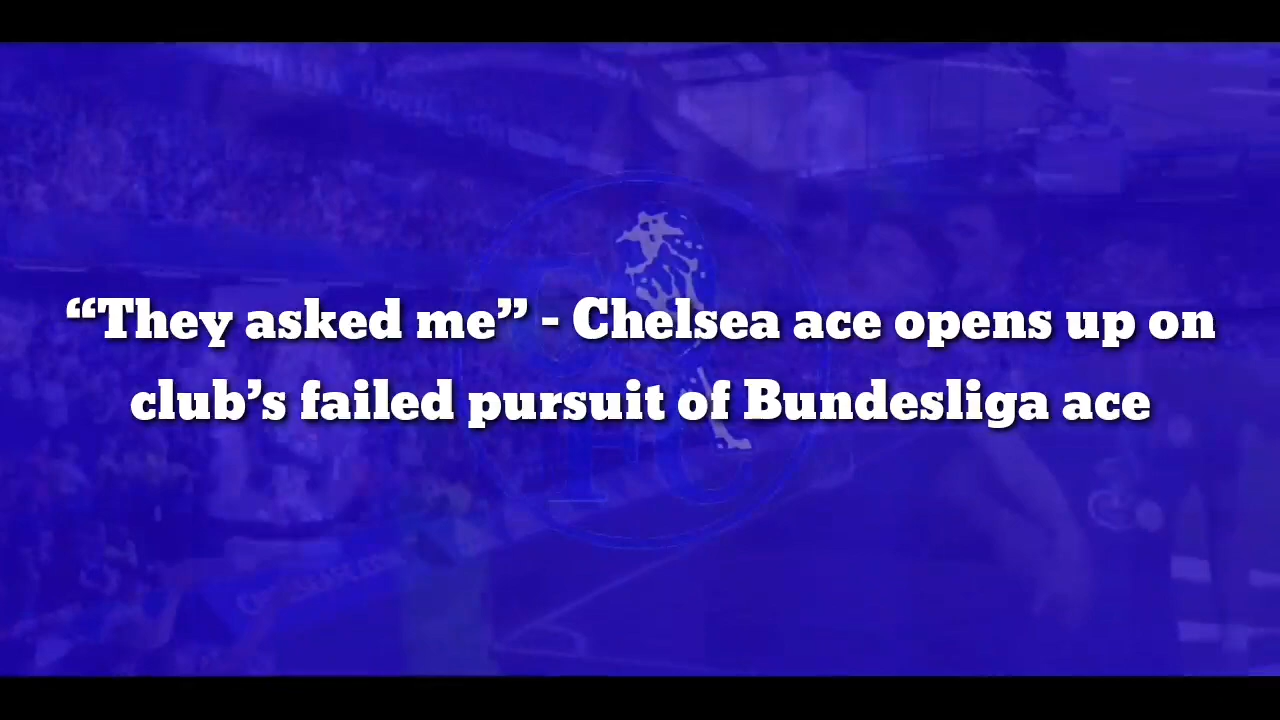 “They asked me” - Chelsea ace opens up on
club’s failed pursuit of Bundesliga ace